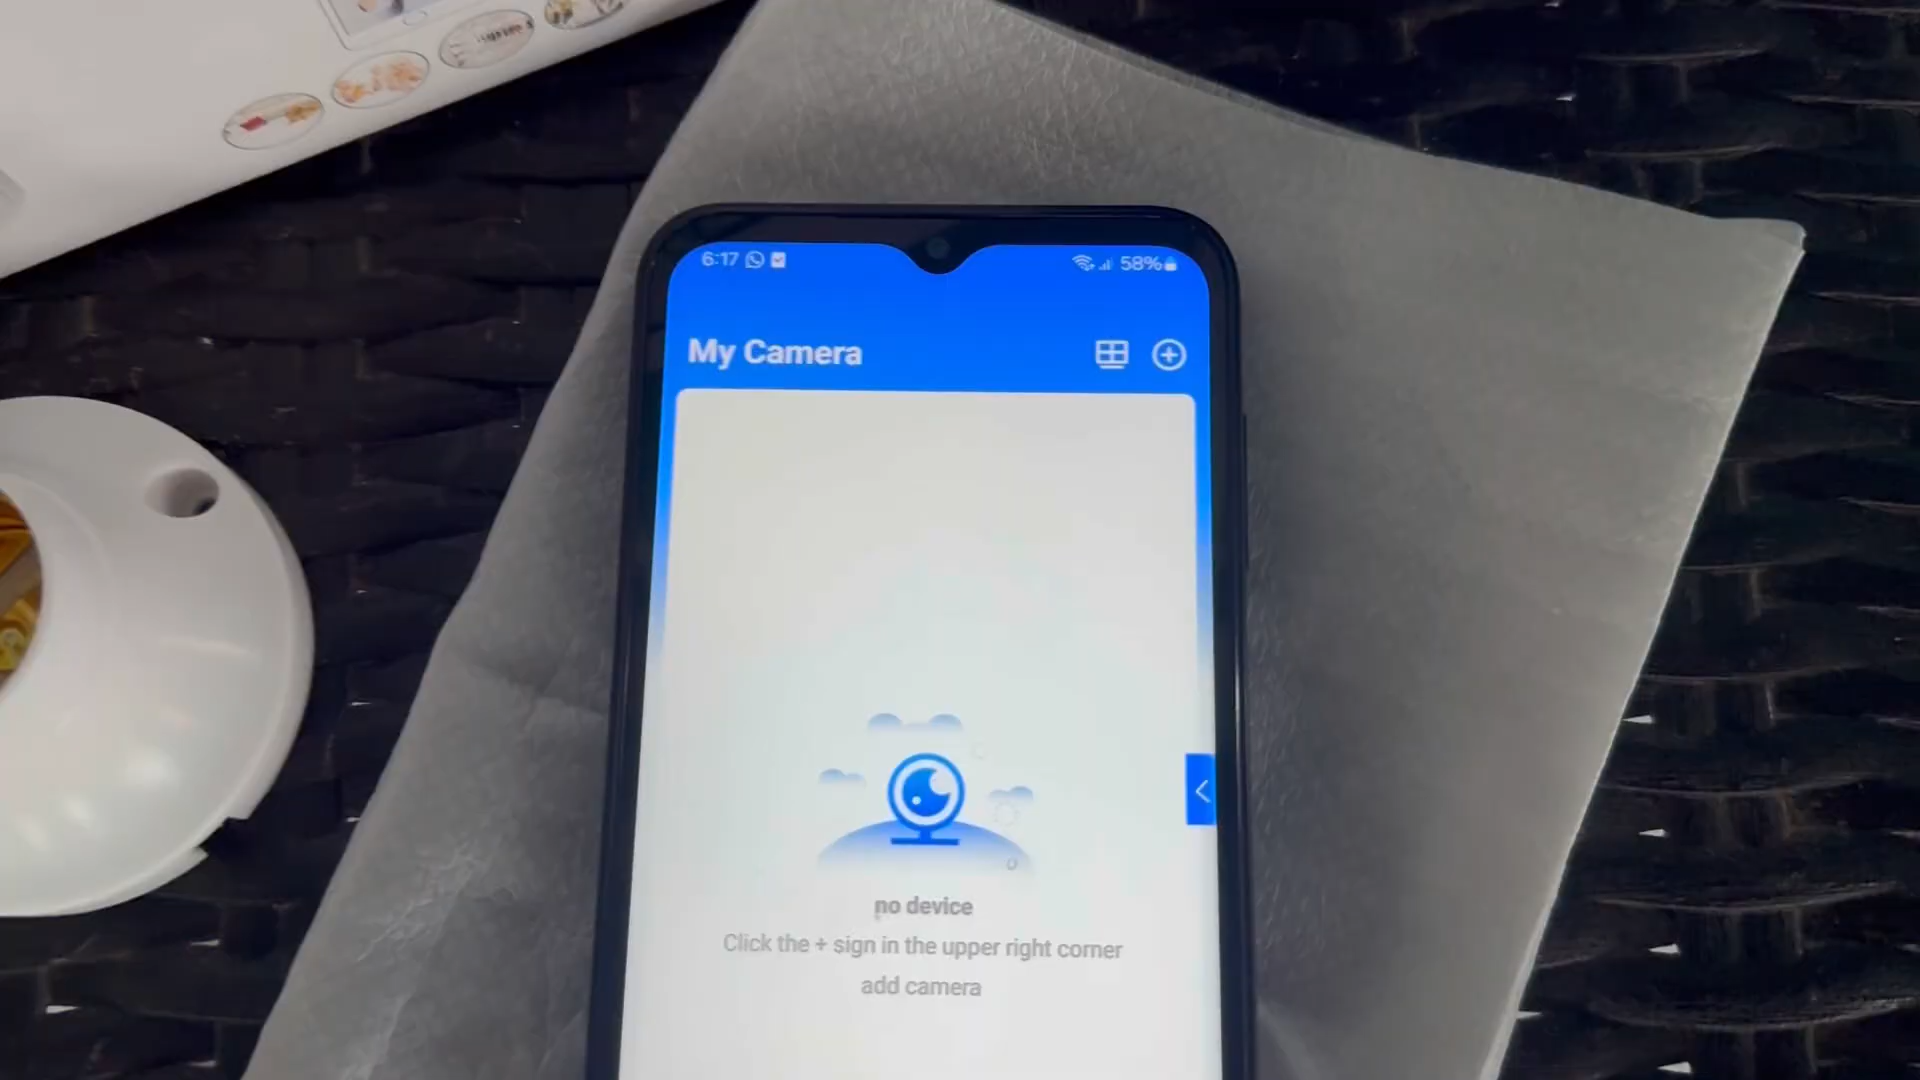 6:17
58%
My Camera
no device
Click the + sign in the upper right corner
add camera